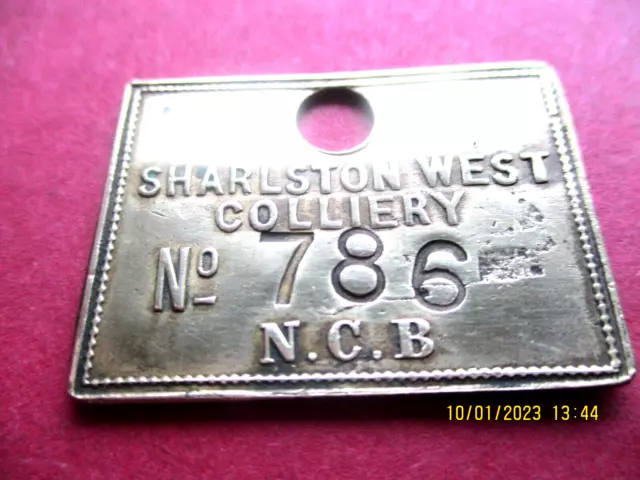 SHARLSTON WEST
COLLIERY
No 786
N.C.B
10/01/2023 13:44